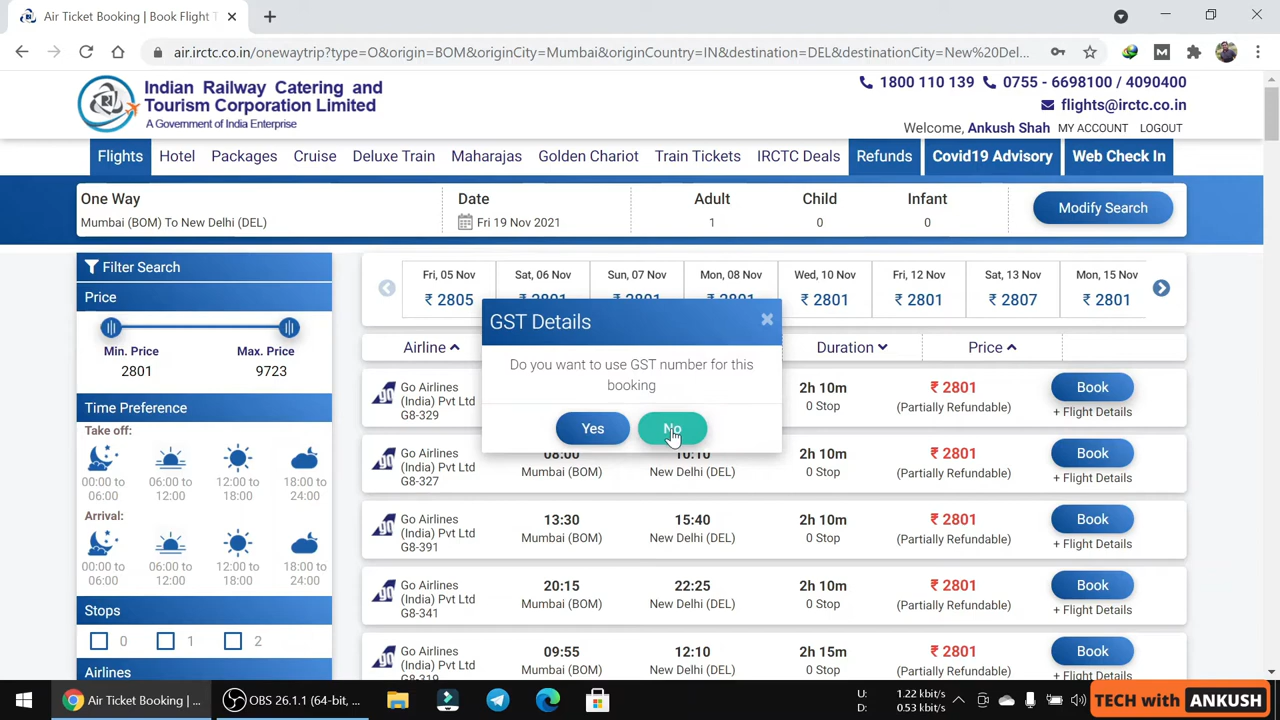 Air Ticket Booking | Book Flight T
air.irctc.co.in/onewaytrip?type=O&origin=BOM&originCity=Mumbai&originCountry=IN&destination=DEL&destinationCity=New%20Del...
Indian Railway Catering and
Tourism Corporation Limited
A Government of India Enterprise
1800 110 139 0755 - 6698100 / 4090400
flights@irctc.co.in
Welcome, Ankush Shah MY ACCOUNT LOGOUT
Flights Hotel Packages Cruise Deluxe Train Maharajas Golden Chariot Train Tickets IRCTC Deals Refunds Covid19 Advisory Web Check In
One Way Date Adult Child Infant
Mumbai (BOM) To New Delhi (DEL) Fri 19 Nov 2021 1 0 0
Modify Search
Filter Search
Price
Min. Price Max. Price
2801 9723
Time Preference
Take off:
00:00 to 06:00 to 12:00 to 18:00 to
06:00 12:00 18:00 24:00
Arrival:
00:00 to 06:00 to 12:00 to 18:00 to
06:00 12:00 18:00 24:00
Stops
0 1 2
Airlines
Fri, 05 Nov Sat, 06 Nov Sun, 07 Nov Mon, 08 Nov Wed, 10 Nov Fri, 12 Nov Sat, 13 Nov Mon, 15 Nov
₹ 2805 ₹ 2801 ₹ 2801 ₹ 2801 ₹ 2801 ₹ 2801 ₹ 2807 ₹ 2801
GST Details ×
Do you want to use GST number for this
booking
Yes No
Airline Duration Price
Go Airlines
(India) Pvt Ltd
G8-329
2h 10m ₹ 2801 Book
0 Stop (Partially Refundable) + Flight Details
Go Airlines
(India) Pvt Ltd
G8-327
08:00 10:10 2h 10m ₹ 2801 Book
Mumbai (BOM) New Delhi (DEL) 0 Stop (Partially Refundable) + Flight Details
Go Airlines
(India) Pvt Ltd
G8-391
13:30 15:40 2h 10m ₹ 2801 Book
Mumbai (BOM) New Delhi (DEL) 0 Stop (Partially Refundable) + Flight Details
Go Airlines
(India) Pvt Ltd
G8-341
20:15 22:25 2h 10m ₹ 2801 Book
Mumbai (BOM) New Delhi (DEL) 0 Stop (Partially Refundable) + Flight Details
Go Airlines
(India) Pvt Ltd
G8-319
09:55 12:10 2h 15m ₹ 2801 Book
Mumbai (BOM) New Delhi (DEL) 0 Stop (Partially Refundable) + Flight Details
Air Ticket Booking | ... OBS 26.1.1 (64-bit, ...
U: 1.22 kbit/s
D: 0.53 kbit/s
TECH with ANKUSH